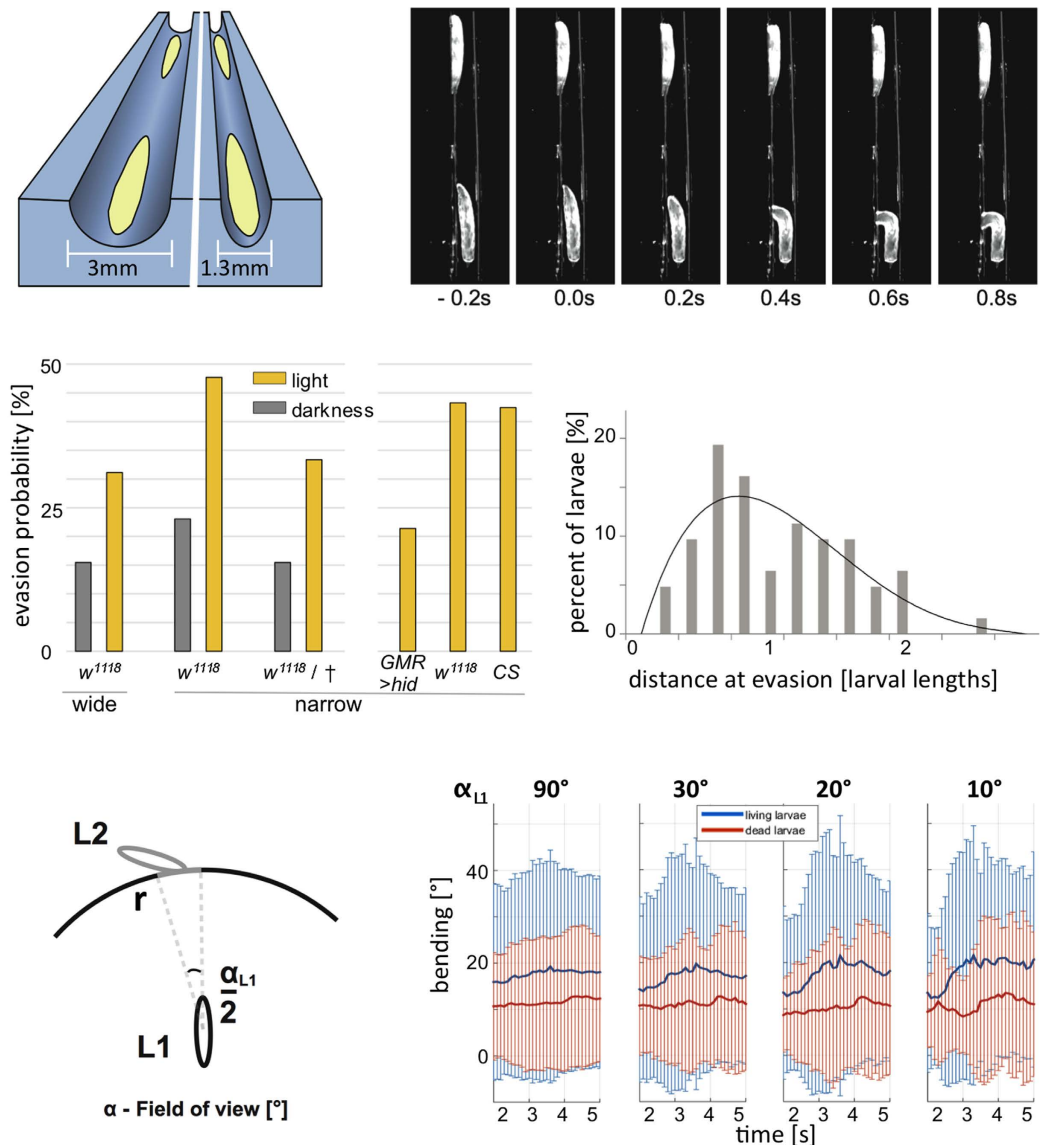 3mm
1.3mm
- 0.2s
0.0s
0.2s
0.4s
0.6s
0.8s
evasion probability [%]
50
25
0
light
darkness
w1118
w1118
w1118 / †
GMR
>hid
w1118
CS
wide
narrow
percent of larvae [%]
20
10
0
0
1
2
distance at evasion [larval lengths]
L2
r
αL1
2
L1
α - Field of view [°]
αL1
90°
30°
20°
10°
living larvae
dead larvae
bending [°]
40
20
0
2 3 4 5
2 3 4 5
2 3 4 5
2 3 4 5
time [s]